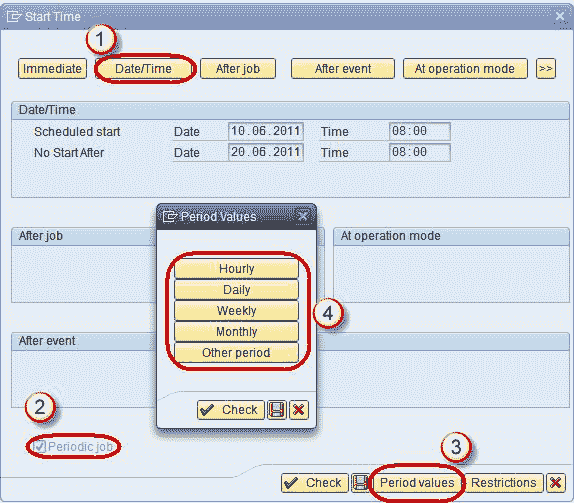 Start Time
1
Immediate Date/Time After job After event At operation mode >>
Date/Time
Scheduled start Date 10.06.2011 Time 08:00
No Start After Date 20.06.2011 Time 08:00
After job
At operation mode
Period Values
Hourly
Daily
Weekly
Monthly
Other period
4
Check
After event
2
Periodic job
3
Check Period values Restrictions